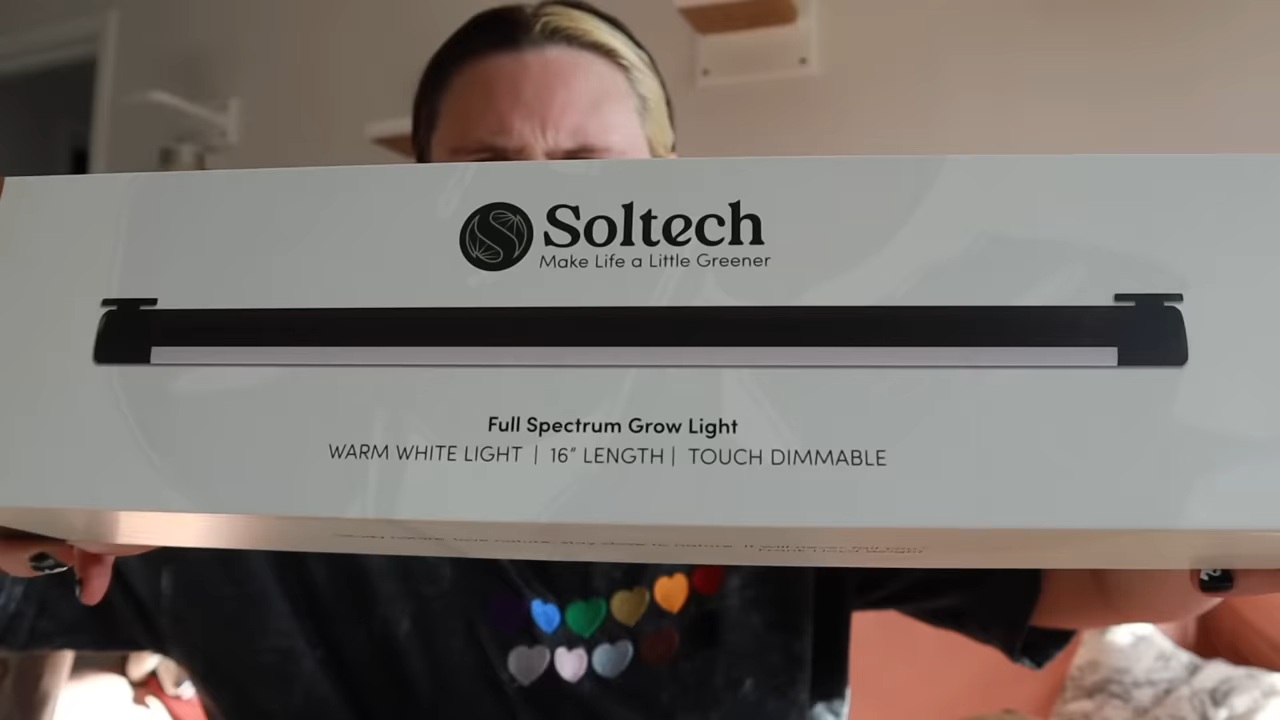 Soltech
Make Life a Little Greener
Full Spectrum Grow Light
WARM WHITE LIGHT | 16” LENGTH | TOUCH DIMMABLE